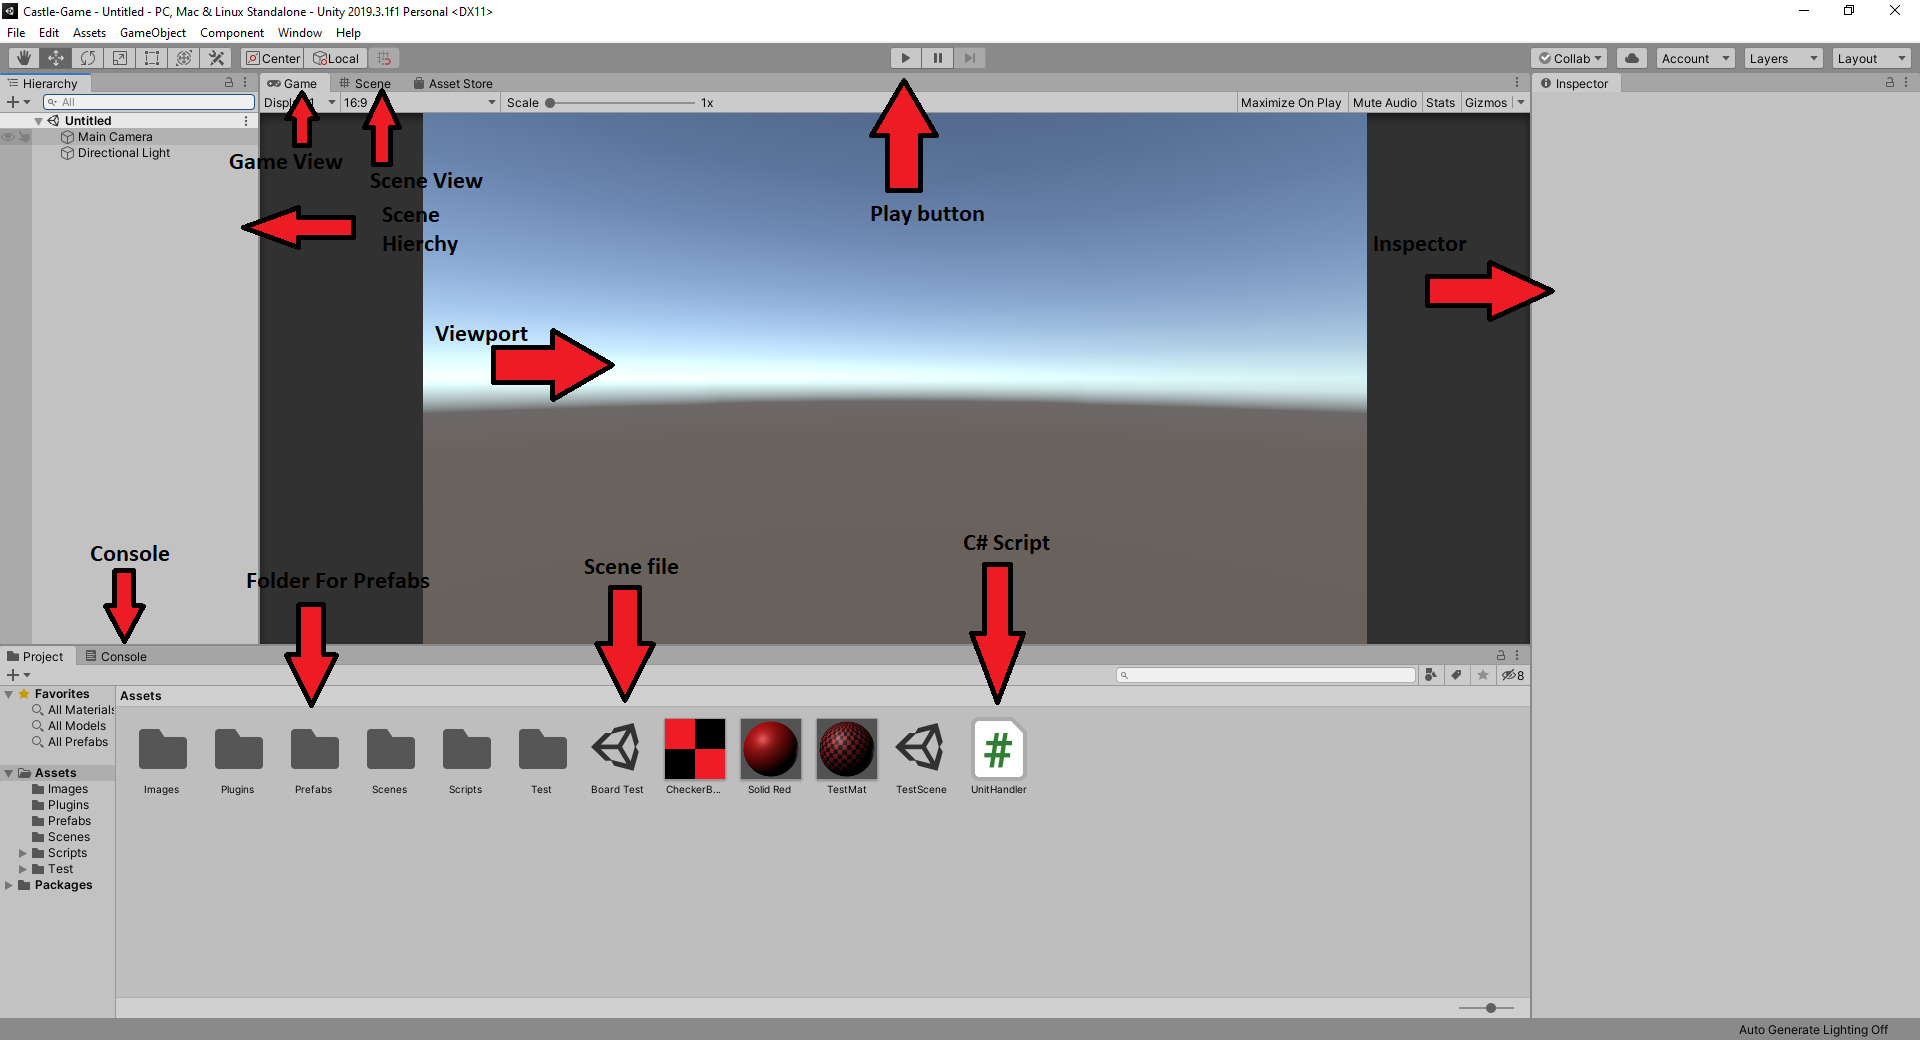 Castle-Game - Untitled - PC, Mac & Linux Standalone - Unity 2019.3.1f1 Personal <DX11>
File Edit Assets GameObject Component Window Help
Center Local Collab Account Layers Layout
Hierarchy Game Scene Asset Store Inspector
All 16:9 Scale 1x Maximize On Play Mute Audio Stats Gizmos
Untitled
Main Camera
Directional Light
Game View
Scene View
Scene
Hierchy
Play button
Inspector
Viewport
Console
Folder For Prefabs
Scene file
C# Script
Project Console
8
Favorites
All Materials
All Models
All Prefabs
Assets
Images
Plugins
Prefabs
Scenes
Scripts
Test
Packages
Assets
Images Plugins Prefabs Scenes Scripts Test Board Test CheckerB... Solid Red TestMat TestScene UnitHandler
#
Auto Generate Lighting Off